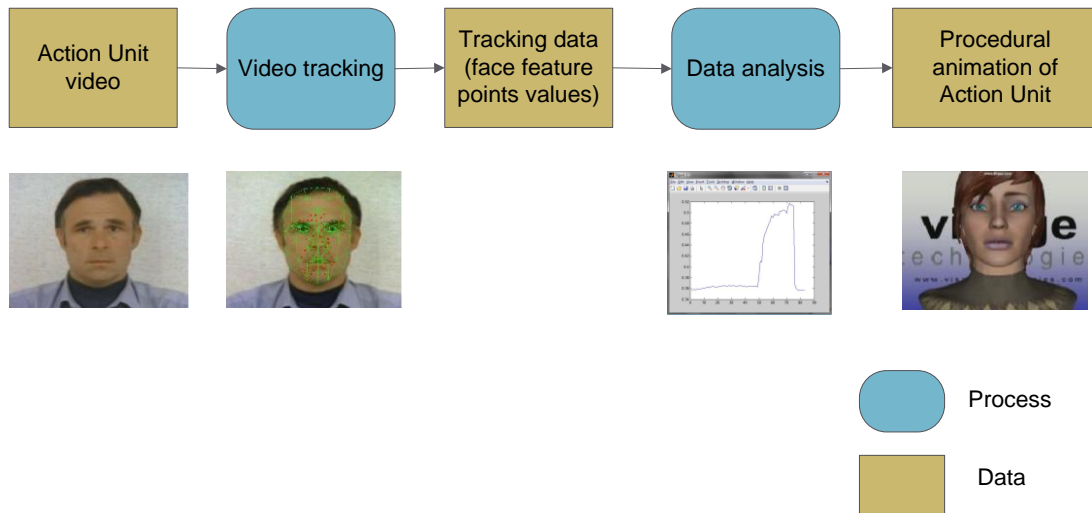 Action Unit
video
Video tracking
Tracking data
(face feature
points values)
Data analysis
Procedural
animation of
Action Unit
Process
Data